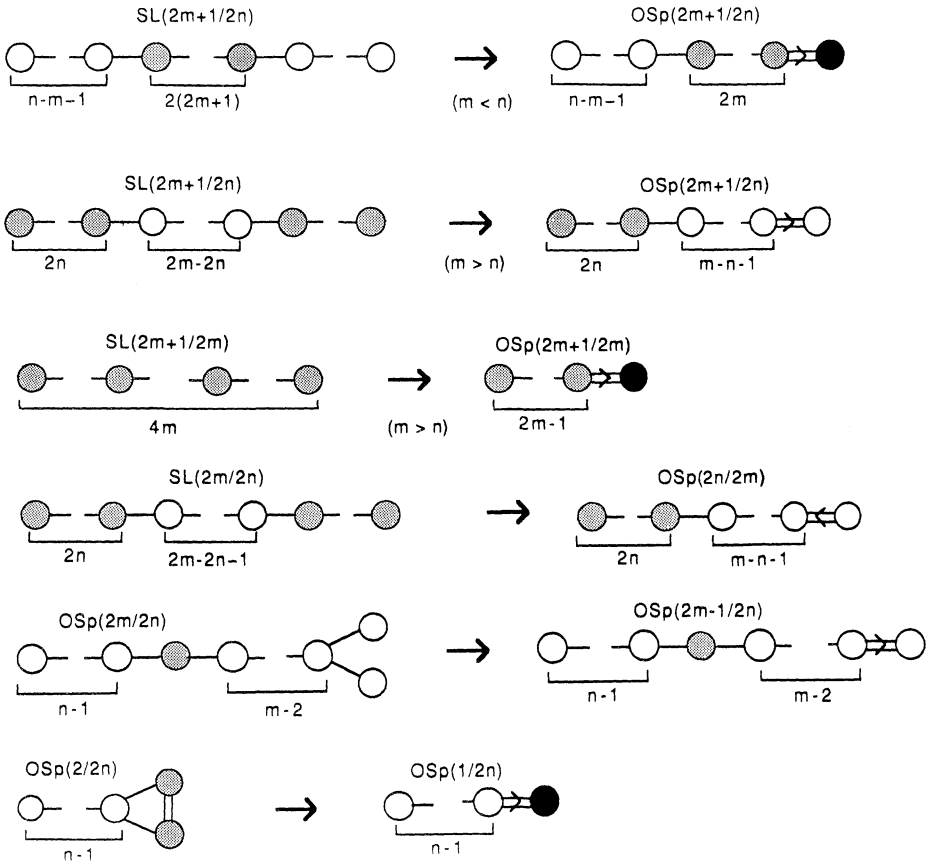 SL(2m+1/2n) OSp(2m+1/2n)
n-m-1 2(2m+1) (m < n) n-m-1 2m
SL(2m+1/2n) OSp(2m+1/2n)
2n 2m-2n (m > n) 2n m-n-1
SL(2m+1/2m) OSp(2m+1/2m)
4m (m > n) 2m-1
SL(2m/2n) OSp(2n/2m)
2n 2m-2n-1 2n m-n-1
OSp(2m/2n) OSp(2m-1/2n)
n-1 m-2 n-1 m-2
OSp(2/2n) OSp(1/2n)
n-1 n-1